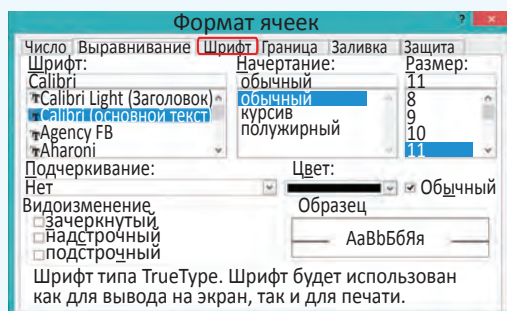 Формат ячеек
Число Выравнивание Шрифт Граница Заливка Защита
Шрифт: Начертание: Размер:
Calibri обычный 11
Calibri Light (Заголовок) обычный 8
Calibri (основной текст курсив 9
Agency FB полужирный 10
Aharoni 11
Подчеркивание: Цвет:
Нет Обычный
Видоизменение Образец
зачеркнутый
надстрочный АаBbБбЯя
подстрочный
Шрифт типа TrueType. Шрифт будет использован
как для вывода на экран, так и для печати.